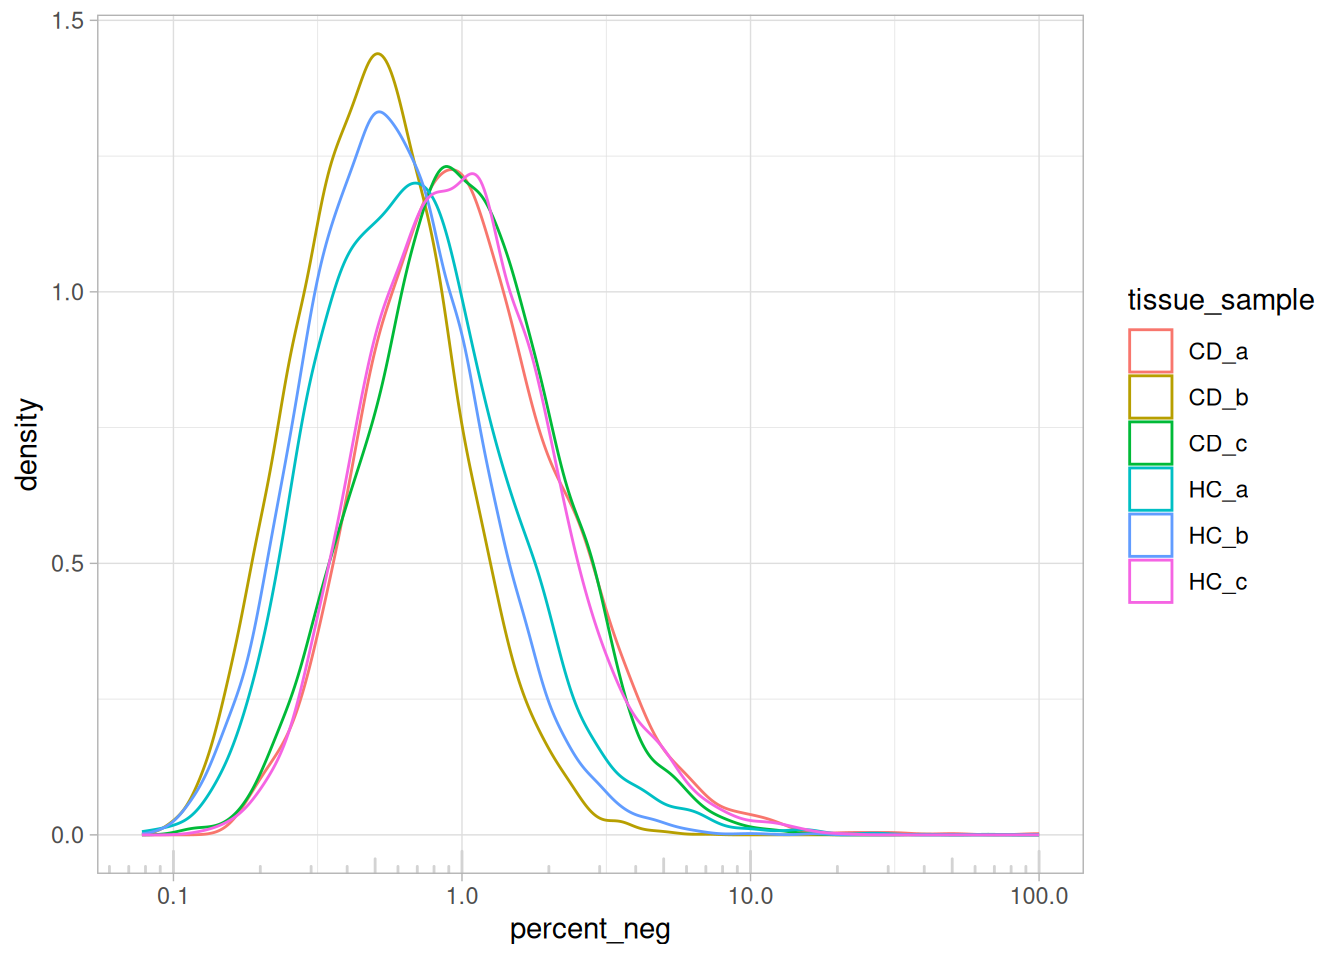 1.5
1.0
0.5
0.0
density
0.1 1.0 10.0 100.0
percent_neg
tissue_sample
CD_a
CD_b
CD_c
HC_a
HC_b
HC_c